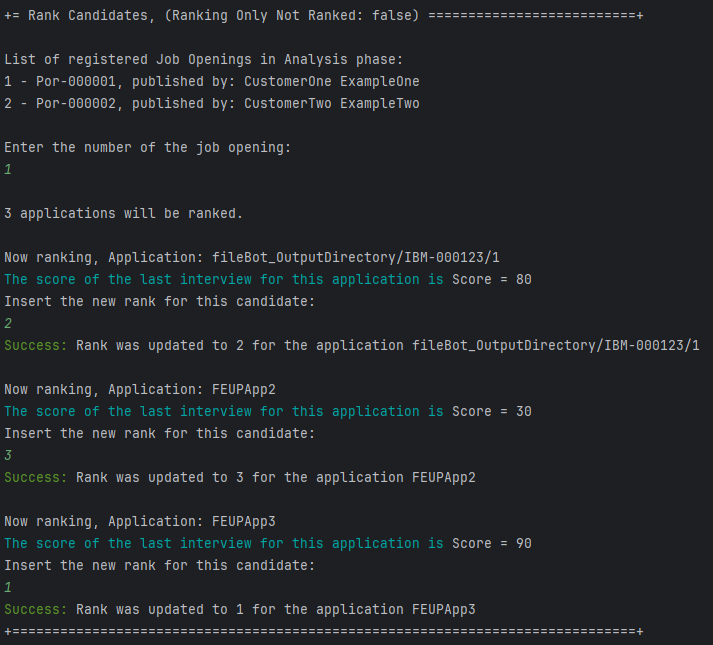 += Rank Candidates, (Ranking Only Not Ranked: false) ==========================+
List of registered Job Openings in Analysis phase:
1 - Por-000001, published by: CustomerOne ExampleOne
2 - Por-000002, published by: CustomerTwo ExampleTwo
Enter the number of the job opening:
1
3 applications will be ranked.
Now ranking, Application: fileBot_OutputDirectory/IBM-000123/1
The score of the last interview for this application is Score = 80
Insert the new rank for this candidate:
2
Success: Rank was updated to 2 for the application fileBot_OutputDirectory/IBM-000123/1
Now ranking, Application: FEUPApp2
The score of the last interview for this application is Score = 30
Insert the new rank for this candidate:
3
Success: Rank was updated to 3 for the application FEUPApp2
Now ranking, Application: FEUPApp3
The score of the last interview for this application is Score = 90
Insert the new rank for this candidate:
1
Success: Rank was updated to 1 for the application FEUPApp3
+==============================================================================+